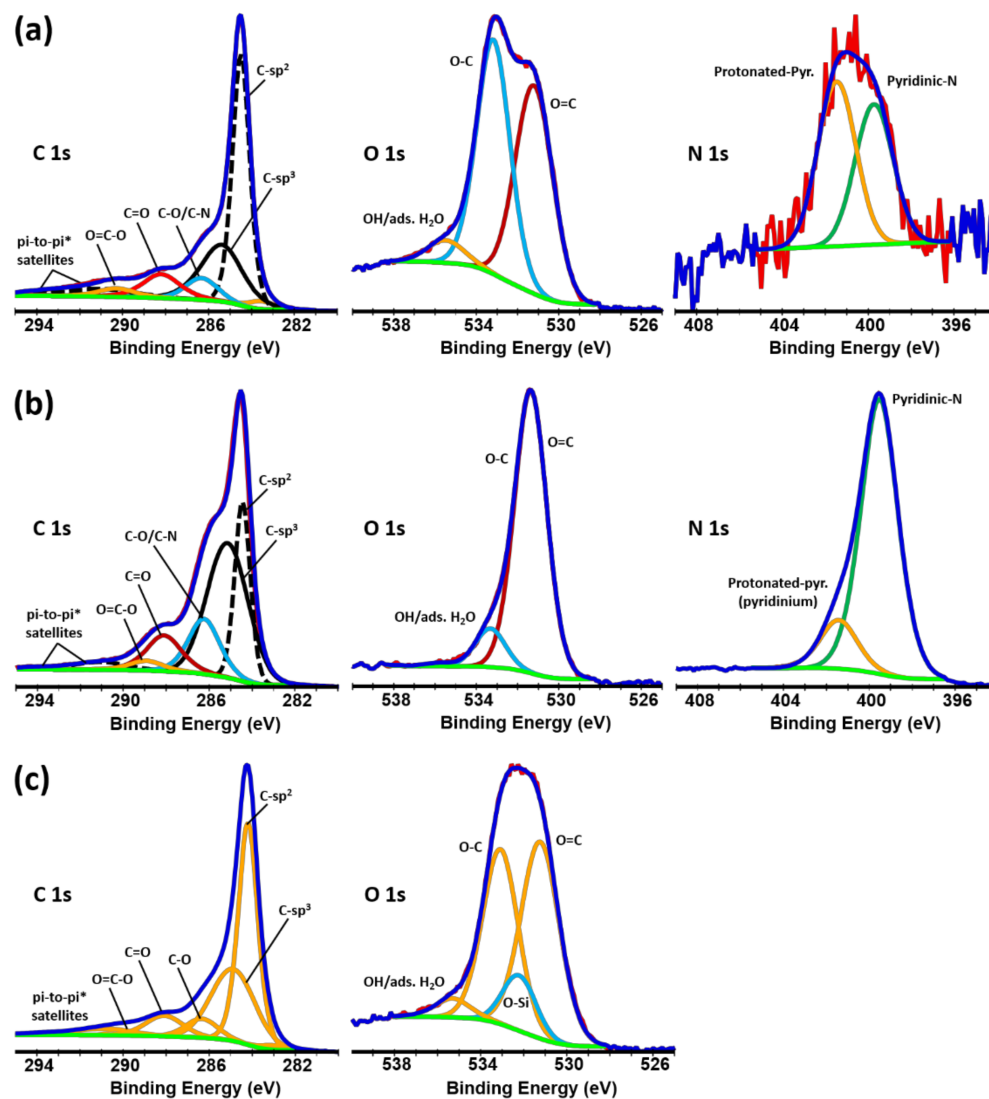 (a)
C 1s
C-sp²
C-sp³
C-O/C-N
C=O
O=C-O
pi-to-pi*
satellites
294 290 286 282
Binding Energy (eV)
O 1s
O-C
O=C
OH/ads. H₂O
538 534 530 526
Binding Energy (eV)
N 1s
Protonated-Pyr.
Pyridinic-N
408 404 400 396
Binding Energy (eV)
(b)
C 1s
C-sp²
C-sp³
C-O/C-N
C=O
O=C-O
pi-to-pi*
satellites
294 290 286 282
Binding Energy (eV)
O 1s
O-C
O=C
OH/ads. H₂O
538 534 530 526
Binding Energy (eV)
N 1s
Pyridinic-N
Protonated-pyr.
(pyridinium)
408 404 400 396
Binding Energy (eV)
(c)
C 1s
C-sp²
C-sp³
C-O
C=O
O=C-O
pi-to-pi*
satellites
294 290 286 282
Binding Energy (eV)
O 1s
O-C
O=C
OH/ads. H₂O
O-Si
538 534 530 526
Binding Energy (eV)